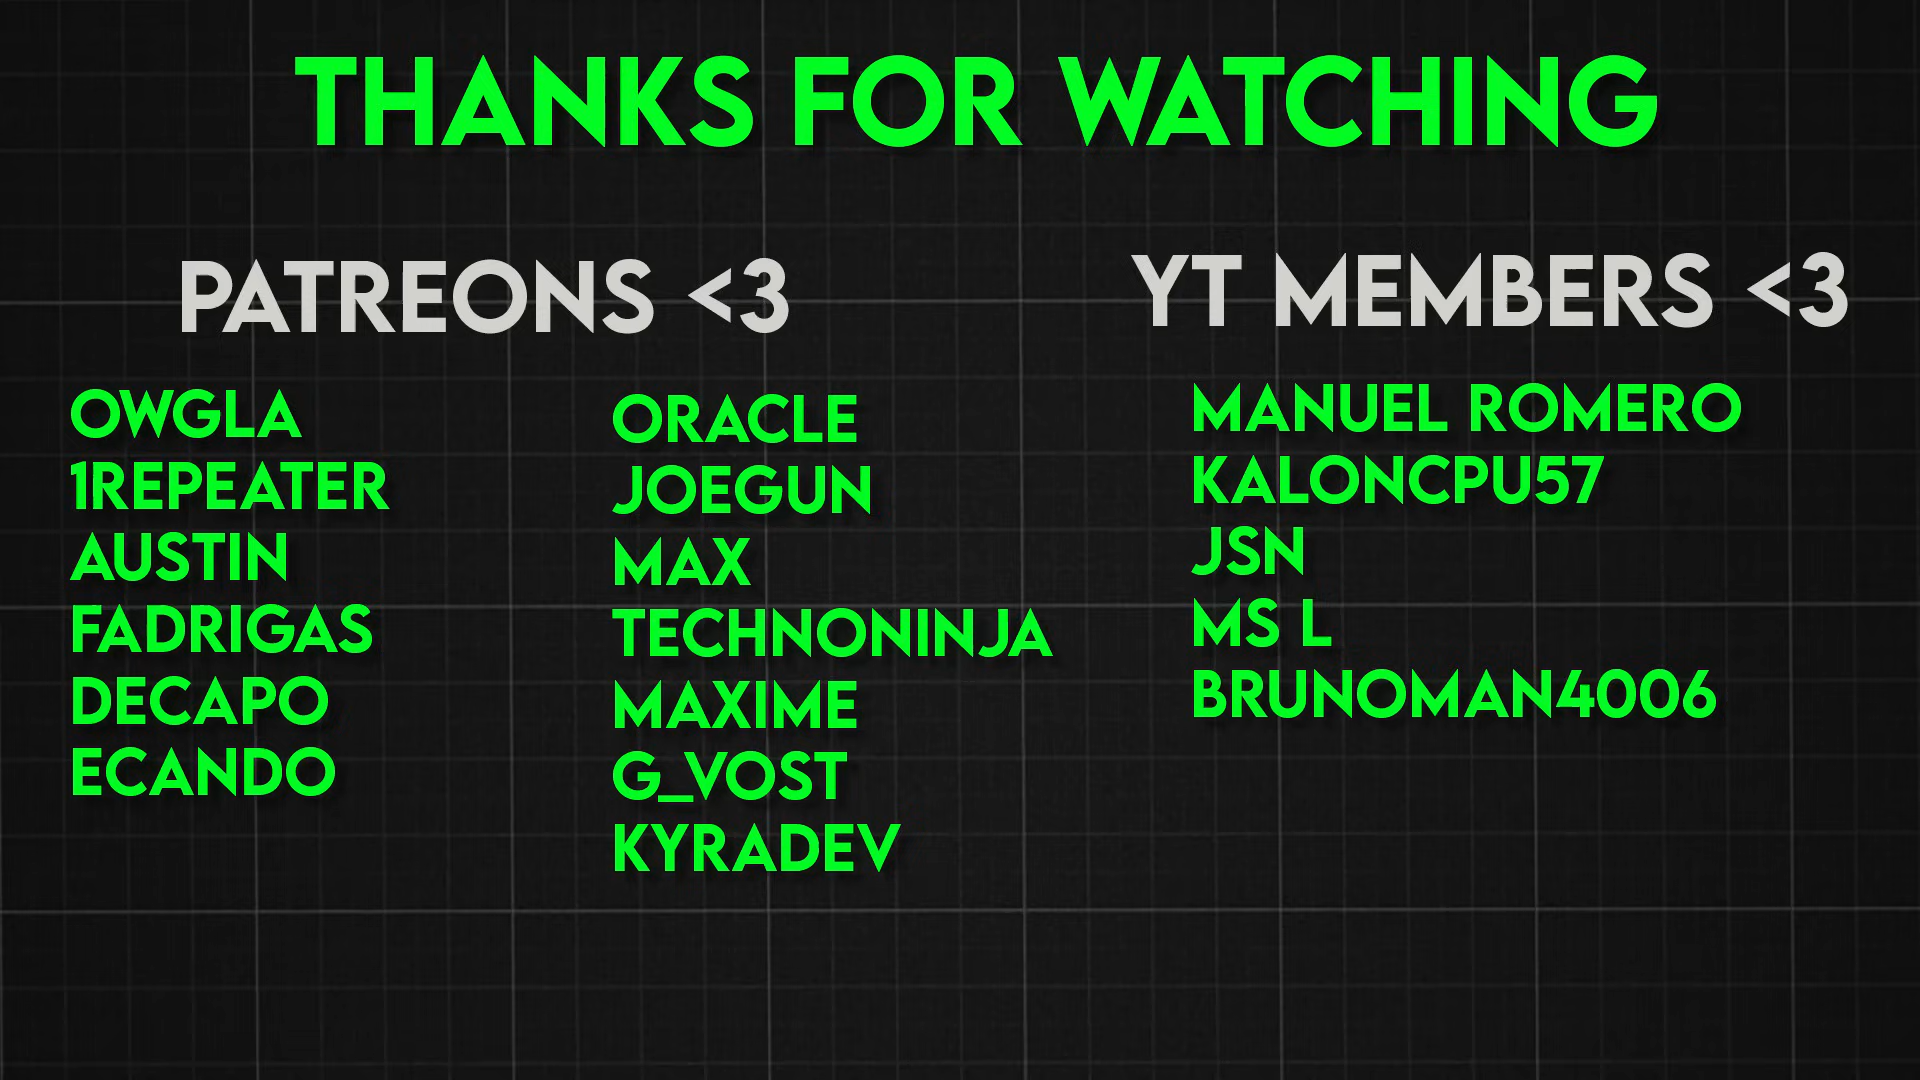 THANKS FOR WATCHING
PATREONS <3
OWGLA
1REPEATER
AUSTIN
FADRIGAS
DECAPO
ECANDO
ORACLE
JOEGUN
MAX
TECHNONINJA
MAXIME
G_VOST
KYRADEV
YT MEMBERS <3
MANUEL ROMERO
KALONCPU57
JSN
MS L
BRUNOMAN4006